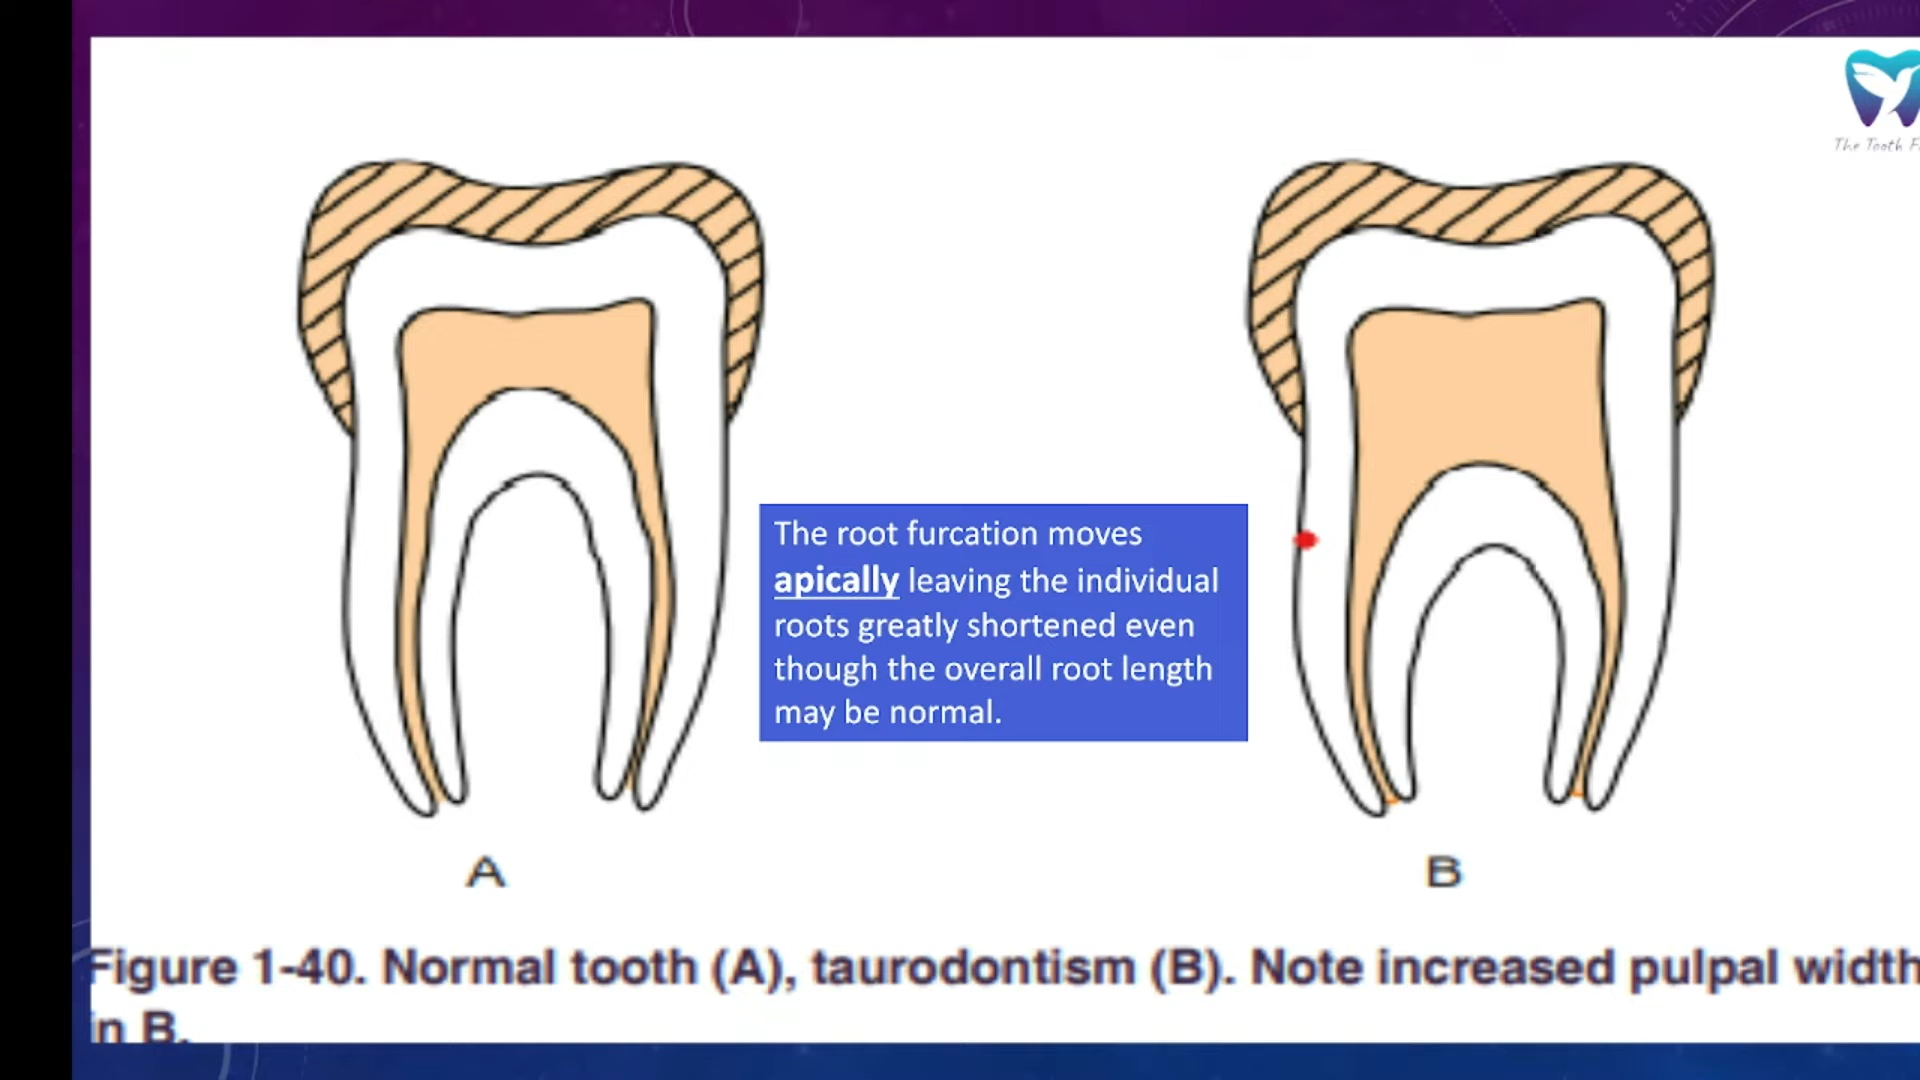 The Tooth F
The root furcation moves
apically leaving the individual
roots greatly shortened even
though the overall root length
may be normal.
A
B
Figure 1-40. Normal tooth (A), taurodontism (B). Note increased pulpal width
in B.